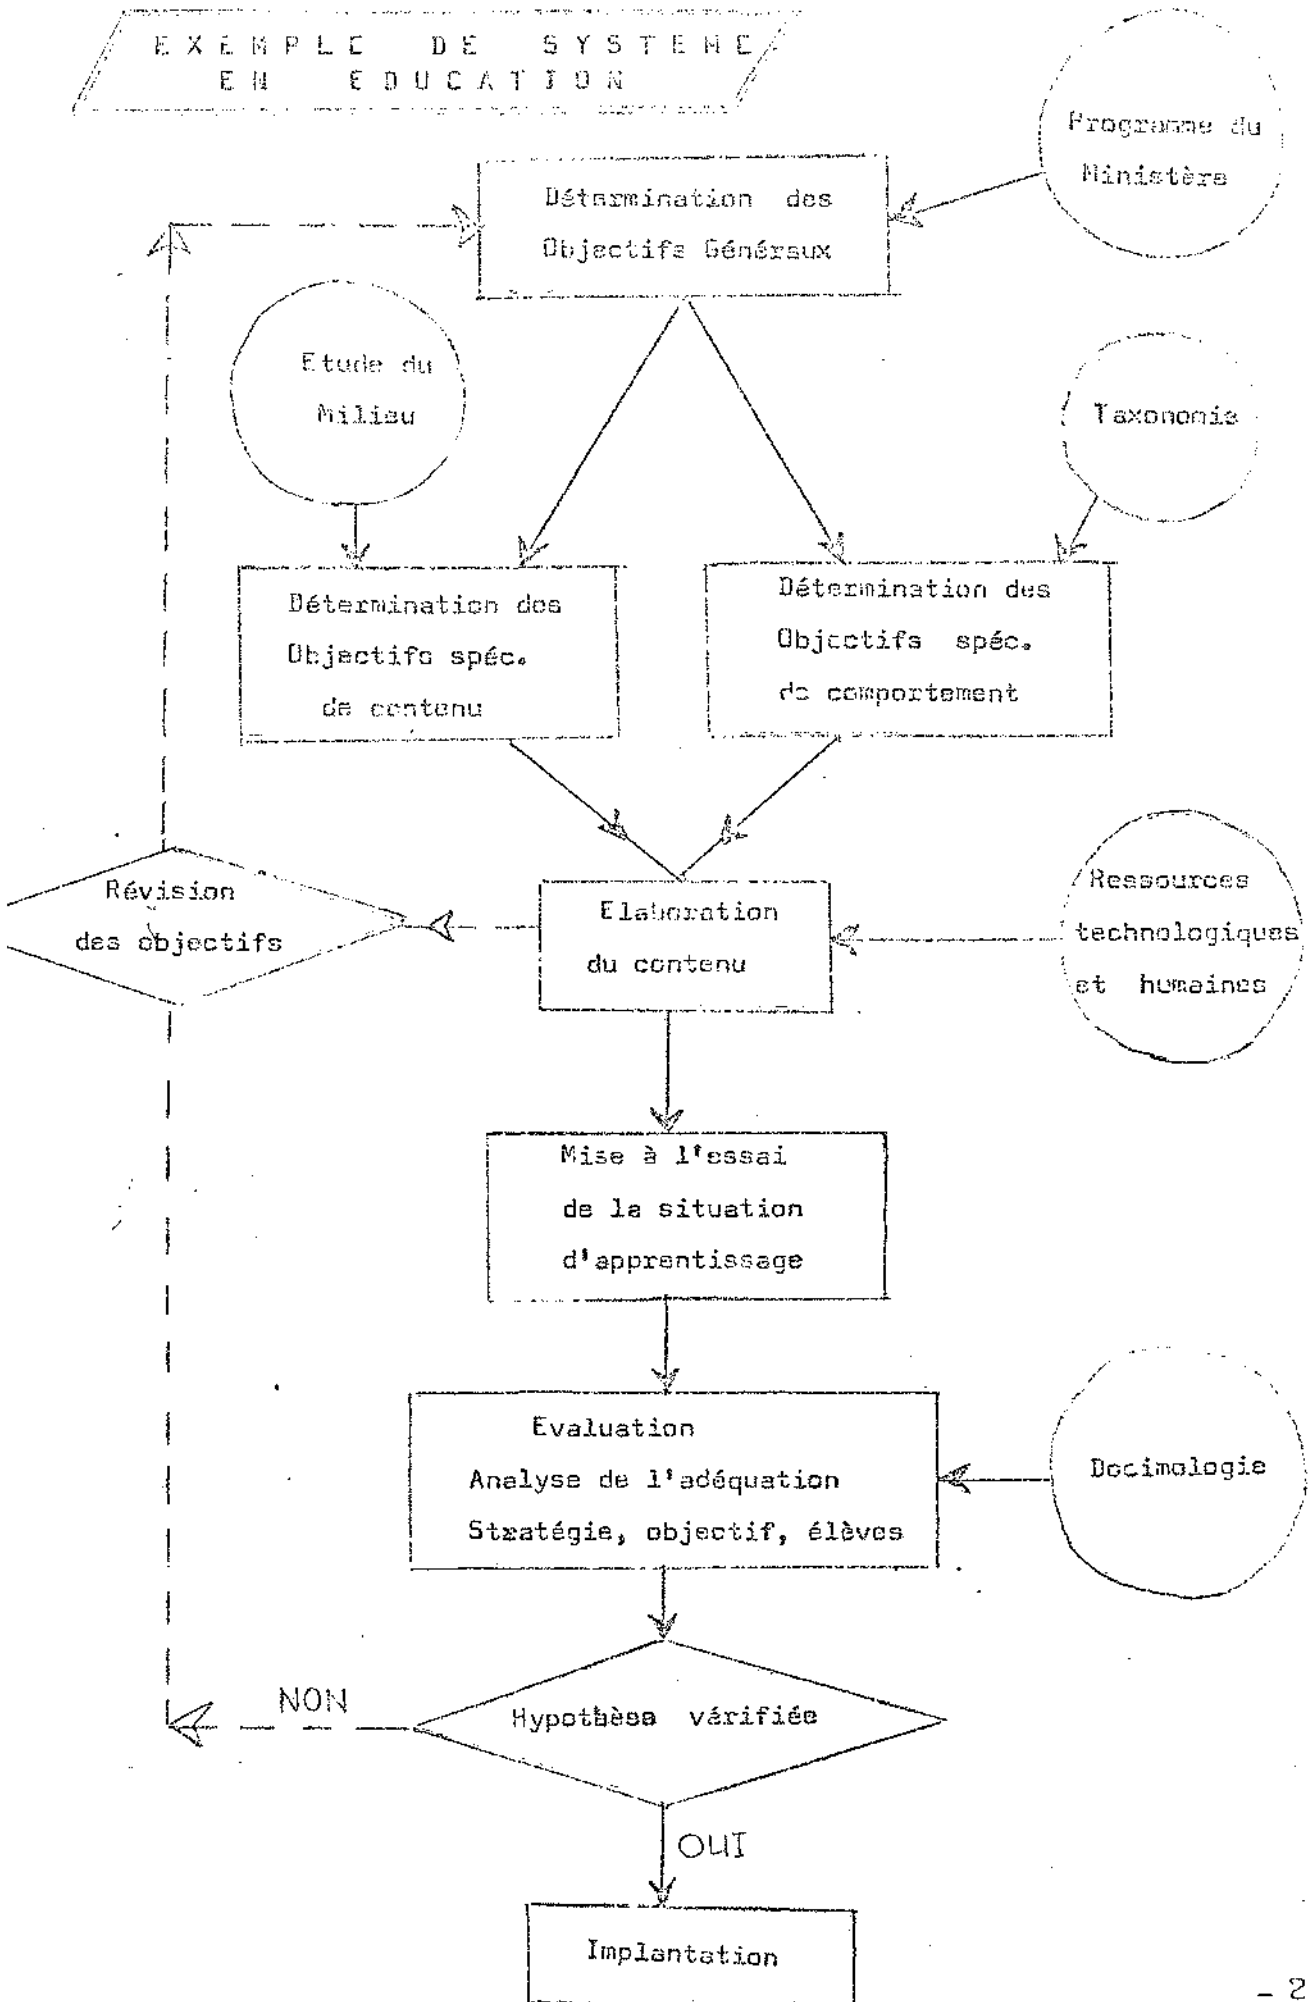 EXEMPLE DE SYSTEME
EN EDUCATION
Programme du
Ministère
Détermination des
Objectifs Généraux
Etude du
Milieu
Taxonomie
Détermination des
Objectifs spéc.
de contenu
Détermination des
Objectifs spéc.
de comportement
Révision
des objectifs
Elaboration
du contenu
Ressources
technologiques
et humaines
Mise à l'essai
de la situation
d'apprentissage
Evaluation
Analyse de l'adéquation
Stratégie, objectif, élèves
Docimologie
NON
Hypothèse vérifiée
OUI
Implantation
- 2